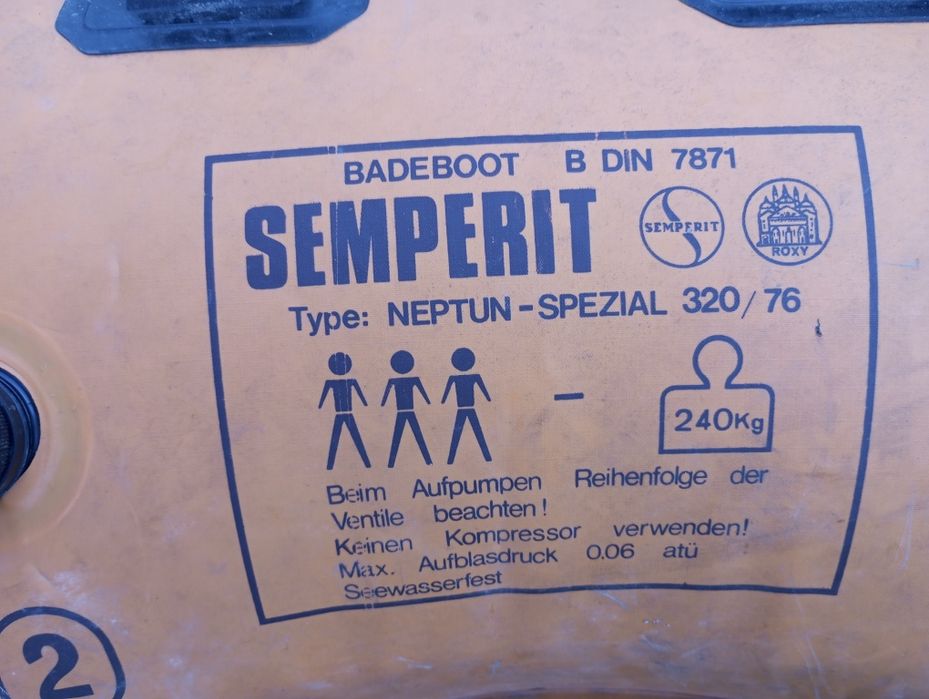 BADEBOOT B DIN 7871
SEMPERIT
SEMPERIT
ROXY
Type: NEPTUN-SPEZIAL 320/76
240Kg
Beim Aufpumpen Reihenfolge der
Ventile beachten!
Keinen Kompressor verwenden!
Max. Aufblasdruck 0.06 atü
Seewasserfest
2